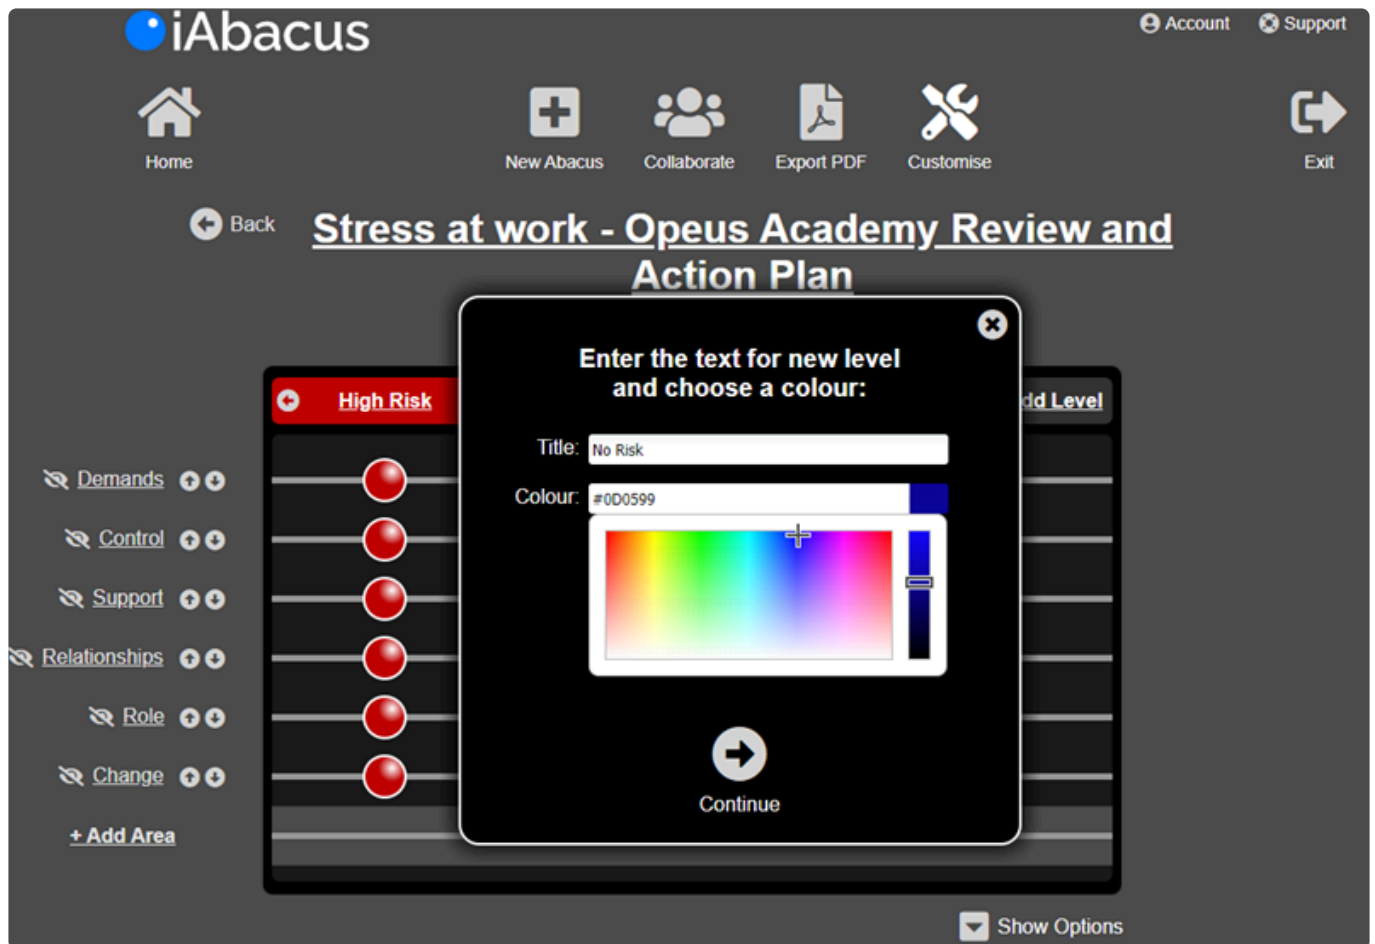 iAbacus
Account
Support
Home
New Abacus
Collaborate
Export PDF
Customise
Exit
Back
Stress at work - Opeus Academy Review and
Action Plan
Enter the text for new level
and choose a colour:
High Risk
dd Level
Title: No Risk
Colour: #0D0599
Demands
Control
Support
Relationships
Role
Change
Continue
+ Add Area
Show Options